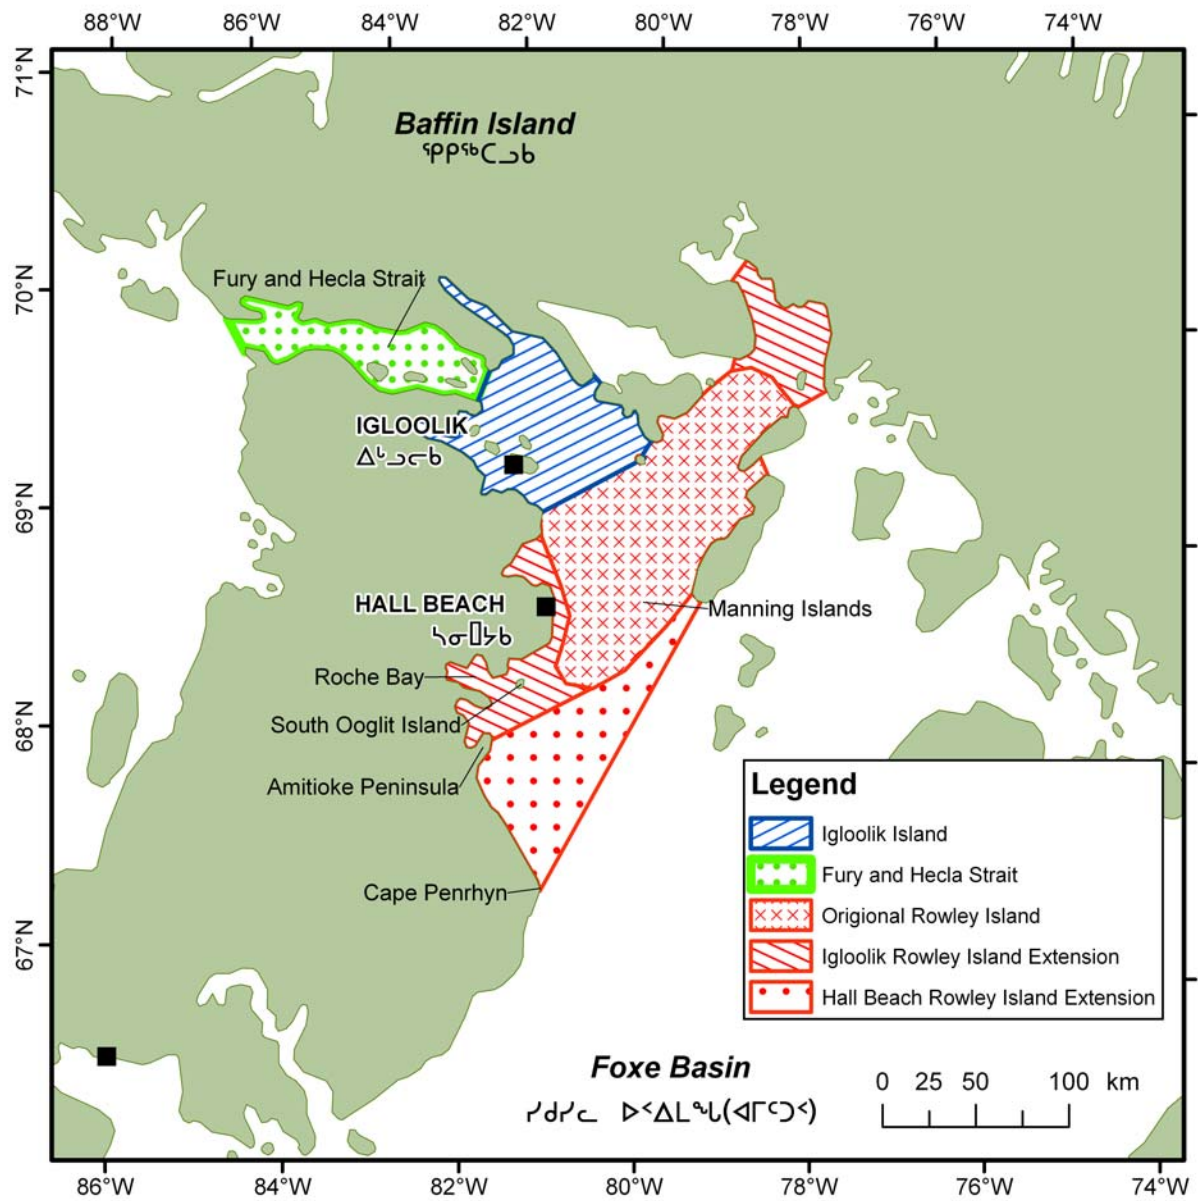 88°W 86°W 84°W 82°W 80°W 78°W 76°W 74°W
71°N
Baffin Island
ᕿᑭᖅᑕᓗᒃ
70°N
Fury and Hecla Strait
IGLOOLIK
69°N
HALL BEACH
Manning Islands
Roche Bay
South Ooglit Island
68°N
Amitioke Peninsula
Cape Penrhyn
67°N
Legend
Igloolik Island
Fury and Hecla Strait
Origional Rowley Island
Igloolik Rowley Island Extension
Hall Beach Rowley Island Extension
Foxe Basin
0 25 50 100 km
86°W 84°W 82°W 80°W 78°W 76°W 74°W